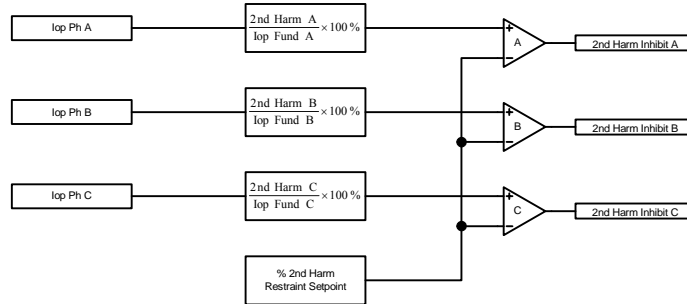 Iop Ph A
2nd Harm A
Iop Fund A
×100%
+
−
A
2nd Harm Inhibit A
Iop Ph B
2nd Harm B
Iop Fund B
×100%
+
−
B
2nd Harm Inhibit B
Iop Ph C
2nd Harm C
Iop Fund C
×100%
+
−
C
2nd Harm Inhibit C
% 2nd Harm
Restraint Setpoint